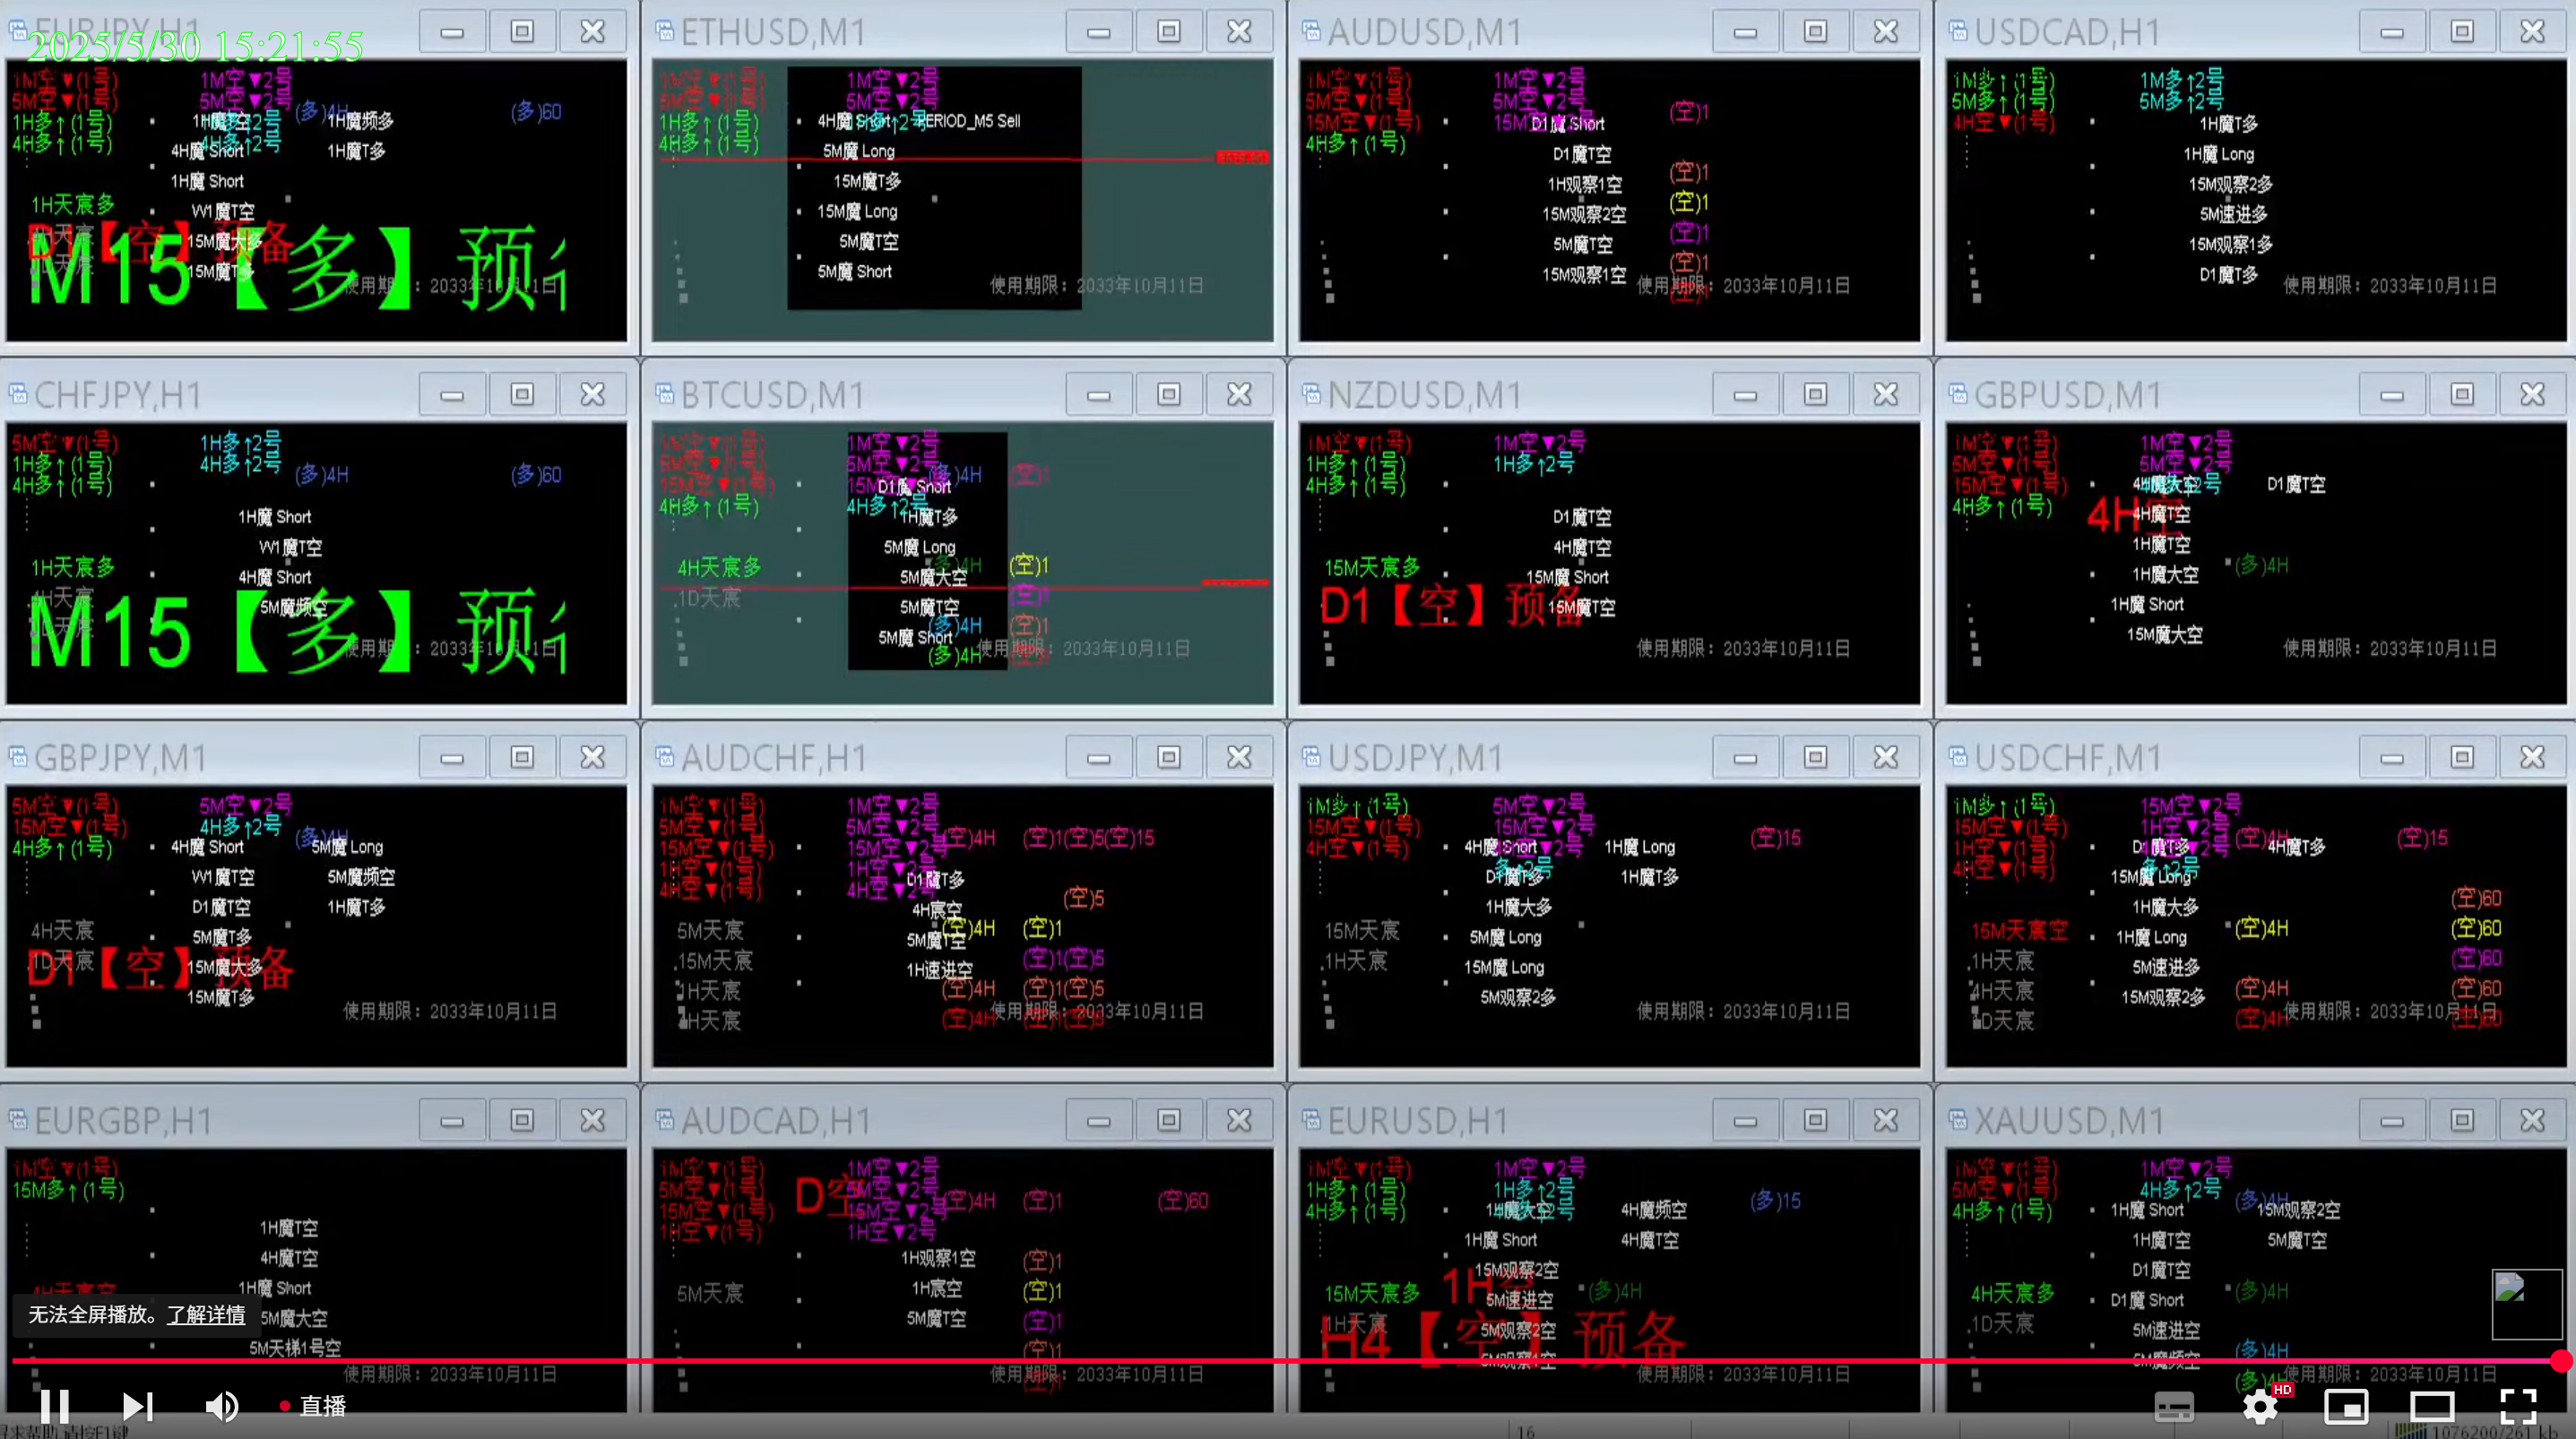 EURJPY,H1
2025/5/30 15:21:55
1M空▼(1号)
5M空▼(1号)
1H多↑(1号)
4H多↑(1号)
1M空▼2号
5M空▼2号
(多)4H
(多)60
1H魔频多
4H魔 Short
1H魔T多
1H魔 Short
1H天宸多
W1魔T空
15M魔大多
15M魔T多
M15【多】预
使用期限：2033年10月11日
ETHUSD,M1
1M空▼(1号)
5M空▼(1号)
1H多↑(1号)
4H多↑(1号)
1M空▼2号
5M空▼2号
PERIOD_M5 Sell
5M魔 Long
15M魔T多
15M魔 Long
5M魔T空
5M魔 Short
使用期限：2033年10月11日
AUDUSD,M1
1M空▼(1号)
5M空▼(1号)
15M空▼(1号)
4H多↑(1号)
1M空▼2号
5M空▼2号
D1魔 Short
(空)1
D1魔T空
(空)1
1H观察1空
(空)1
15M观察2空
(空)1
5M魔T空
(空)1
15M观察1空
使用期限：2033年10月11日
USDCAD,H1
1M多↑(1号)
5M多↑(1号)
4H空▼(1号)
1M多↑2号
5M多↑2号
1H魔T多
1H魔 Long
15M观察2多
5M速进多
15M观察1多
D1魔T多
使用期限：2033年10月11日
CHFJPY,H1
5M空▼(1号)
1H多↑(1号)
4H多↑(1号)
1H多↑2号
4H多↑2号
(多)4H
(多)60
1H魔 Short
W1魔T空
1H天宸多
4H魔 Short
5M魔频空
M15【多】预
使用期限：2033年10月11日
BTCUSD,M1
1M空▼(1号)
5M空▼(1号)
15M空▼(1号)
4H多↑(1号)
1M空▼2号
5M空▼2号
(多)4H
(空)1
D1魔 Short
4H多↑2号
1H魔T多
5M魔 Long
4H天宸多
(空)1
5M魔大空
1D天宸
(空)1
5M魔T空
(多)4H
(空)1
5M魔 Short
(多)4H
使用期限：2033年10月11日
NZDUSD,M1
1M空▼(1号)
1H多↑(1号)
4H多↑(1号)
1M空▼2号
1H多↑2号
D1魔T空
4H魔T空
15M天宸多
15M魔 Short
D1【空】预备
15M魔T空
使用期限：2033年10月11日
GBPUSD,M1
1M空▼(1号)
5M空▼(1号)
15M空▼(1号)
4H多↑(1号)
1M空▼2号
5M空▼2号
D1魔T空
4H空
4H魔T空
1H魔T空
(多)4H
1H魔大空
1H魔 Short
15M魔大空
使用期限：2033年10月11日
GBPJPY,M1
5M空▼(1号)
15M空▼(1号)
4H多↑(1号)
5M空▼2号
4H多↑2号
(多)4H
4H魔 Short
5M魔 Long
W1魔T空
5M魔频空
D1魔T空
1H魔T多
4H天宸
5M魔T多
1D天宸
D1【空】预备
15M魔大多
15M魔T多
使用期限：2033年10月11日
AUDCHF,H1
1M空▼(1号)
5M空▼(1号)
15M空▼(1号)
1H空▼(1号)
4H空▼(1号)
1M空▼2号
5M空▼2号
15M空▼2号
1H空▼2号
4H空▼2号
(空)4H
(空)1(空)5(空)15
D1魔T多
(空)5
4H宸空
5M天宸
(空)4H
(空)1
5M魔T空
15M天宸
(空)1(空)5
1H速进空
1H天宸
(空)4H
(空)1(空)5
4H天宸
(空)4H
使用期限：2033年10月11日
USDJPY,M1
1M多↑(1号)
15M空▼(1号)
4H空▼(1号)
5M空▼2号
15M空▼2号
(空)15
4H魔 Short
1H魔 Long
D1魔T多
1H魔T多
1H魔大多
15M天宸
5M魔 Long
1H天宸
15M魔 Long
5M观察2多
使用期限：2033年10月11日
USDCHF,M1
1M多↑(1号)
15M空▼(1号)
1H空▼(1号)
4H空▼(1号)
15M空▼2号
1H空▼2号
(空)4H
(空)15
D1魔T多
4H魔T多
15M魔 Long
(空)60
1H魔大多
15M天宸空
(空)4H
(空)60
1H魔 Long
1H天宸
(空)60
5M速进多
4H天宸
(空)4H
(空)60
15M观察2多
1D天宸
(空)4H
(空)60
使用期限：2033年10月11日
EURGBP,H1
1M空▼(1号)
15M多↑(1号)
1H魔T空
4H魔T空
4H天宸空
1H魔 Short
5M魔大空
5M天梯1号空
使用期限：2033年10月11日
AUDCAD,H1
1M空▼(1号)
5M空▼(1号)
15M空▼(1号)
1H空▼(1号)
D空
1M空▼2号
5M空▼2号
15M空▼2号
1H空▼2号
(空)4H
(空)1
(空)60
1H观察1空
(空)1
5M天宸
1H宸空
(空)1
5M魔T空
(空)1
(空)1
使用期限：2033年10月11日
EURUSD,H1
1M空▼(1号)
1H多↑(1号)
4H多↑(1号)
1M空▼2号
1H多↑2号
(多)15
1H魔大空
4H魔频空
1H魔 Short
4H魔T空
15M观察2空
1H空
15M天宸多
5M速进空
(多)4H
1H天宸
5M观察2空
H4【空】预备
5M观察1空
使用期限：2033年10月11日
XAUUSD,M1
1M空▼(1号)
5M空▼(1号)
4H多↑(1号)
1M空▼2号
4H多↑2号
(多)4H
1H魔 Short
15M观察2空
1H魔T空
5M魔T空
D1魔T空
4H天宸多
(多)4H
D1魔 Short
1D天宸
5M速进空
(多)4H
5M魔频空
使用期限：2033年10月11日
无法全屏播放。了解详情
直播
HD
16
1076200/261 kb